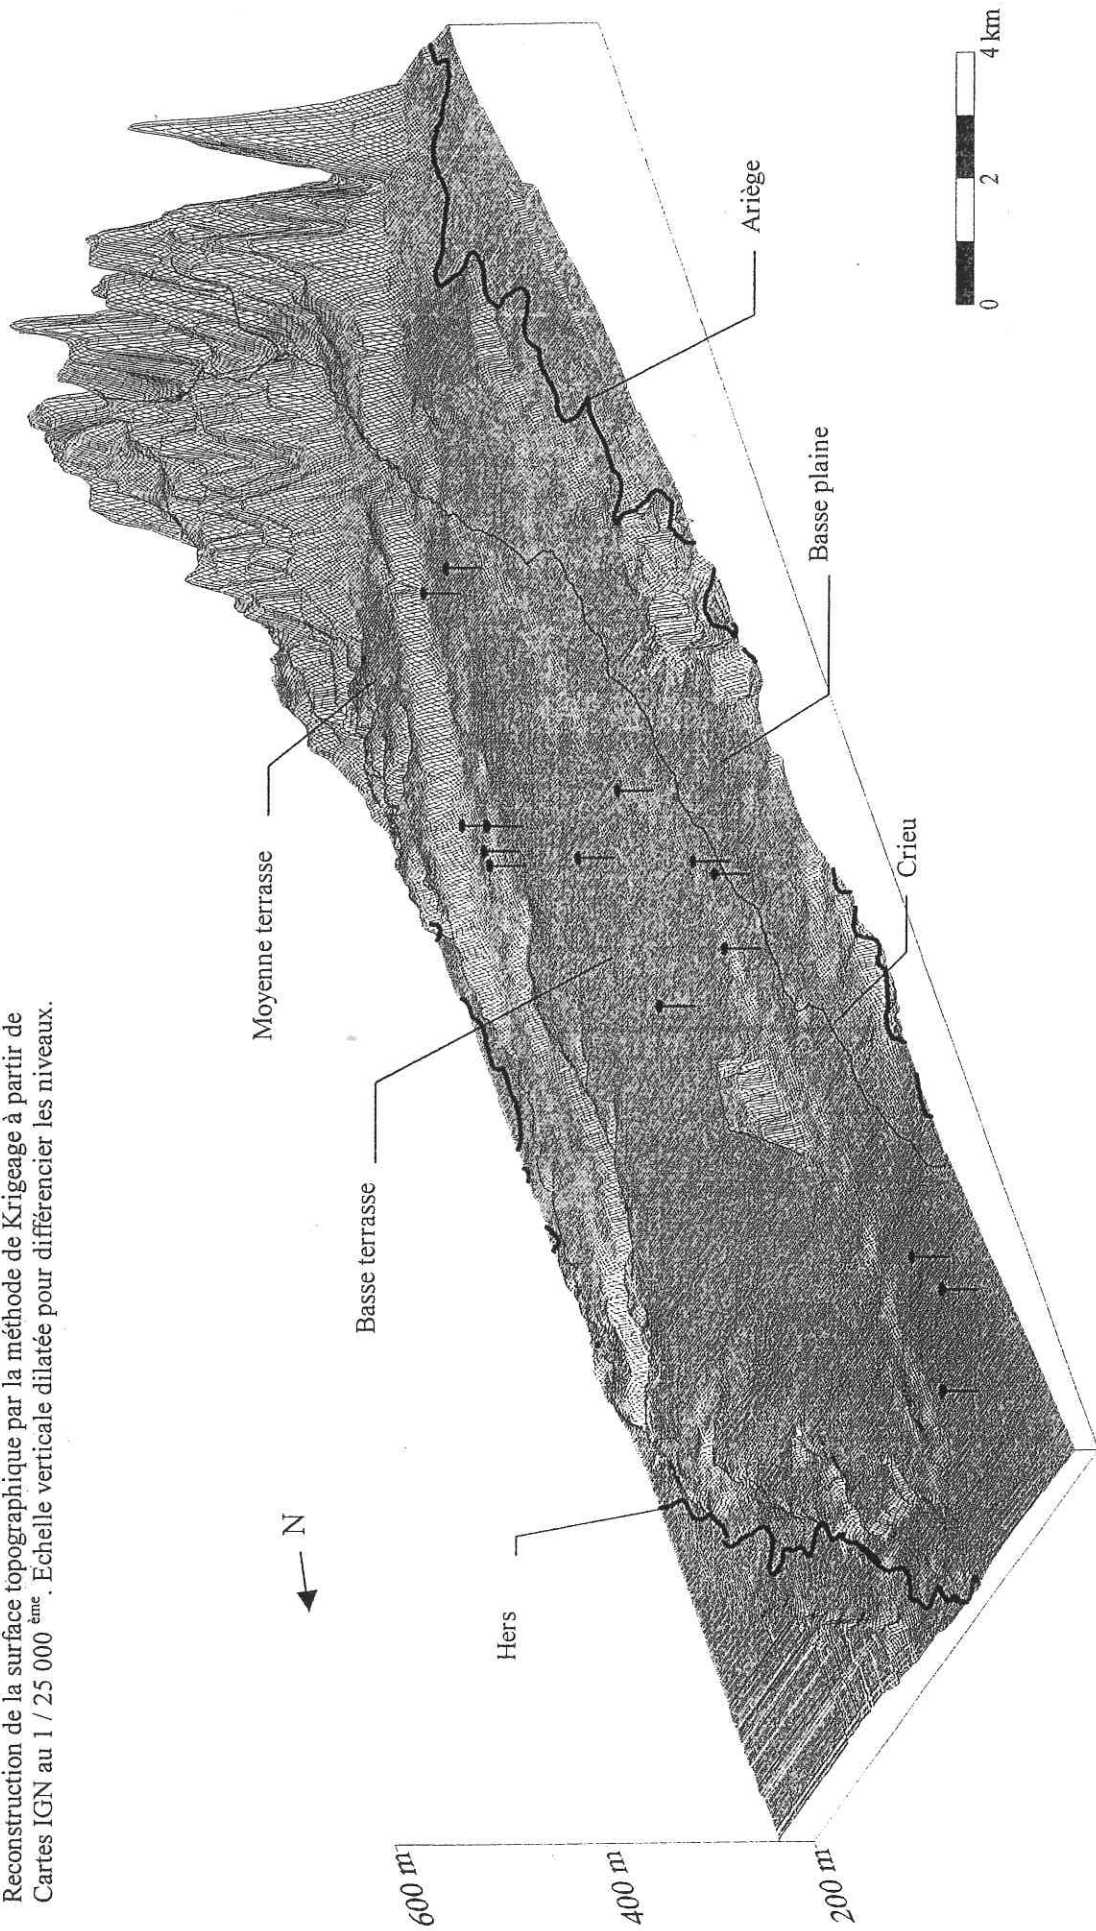 Reconstruction de la surface topographique par la méthode de Krigeage à partir de
Cartes IGN au 1 / 25 000 ème . Echelle verticale dilatée pour différencier les niveaux.
N
Moyenne terrasse
Basse terrasse
Hers
Ariège
Basse plaine
Crieu
600 m
400 m
200 m
0 2 4 km